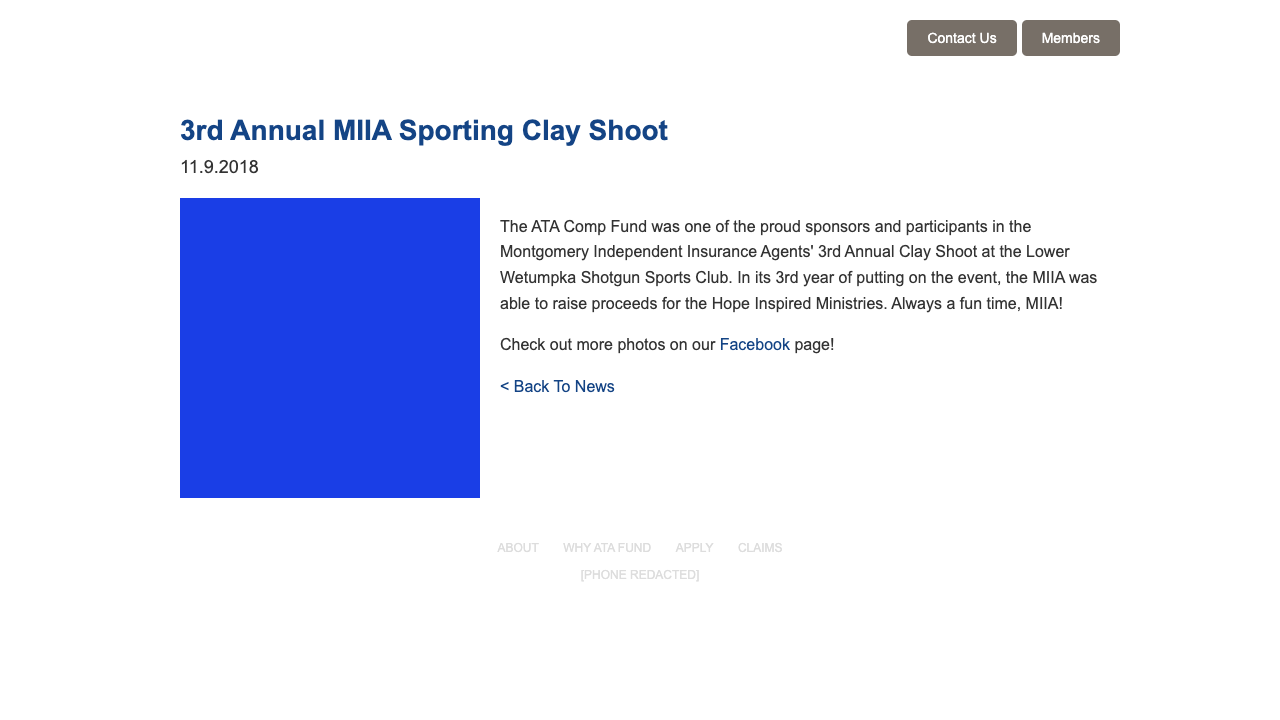 Contact Us Members
3rd Annual MIIA Sporting Clay Shoot
11.9.2018
The ATA Comp Fund was one of the proud sponsors and participants in the
Montgomery Independent Insurance Agents' 3rd Annual Clay Shoot at the Lower
Wetumpka Shotgun Sports Club. In its 3rd year of putting on the event, the MIIA was
able to raise proceeds for the Hope Inspired Ministries. Always a fun time, MIIA!
Check out more photos on our Facebook page!
< Back To News
ABOUT WHY ATA FUND APPLY CLAIMS
[PHONE REDACTED]